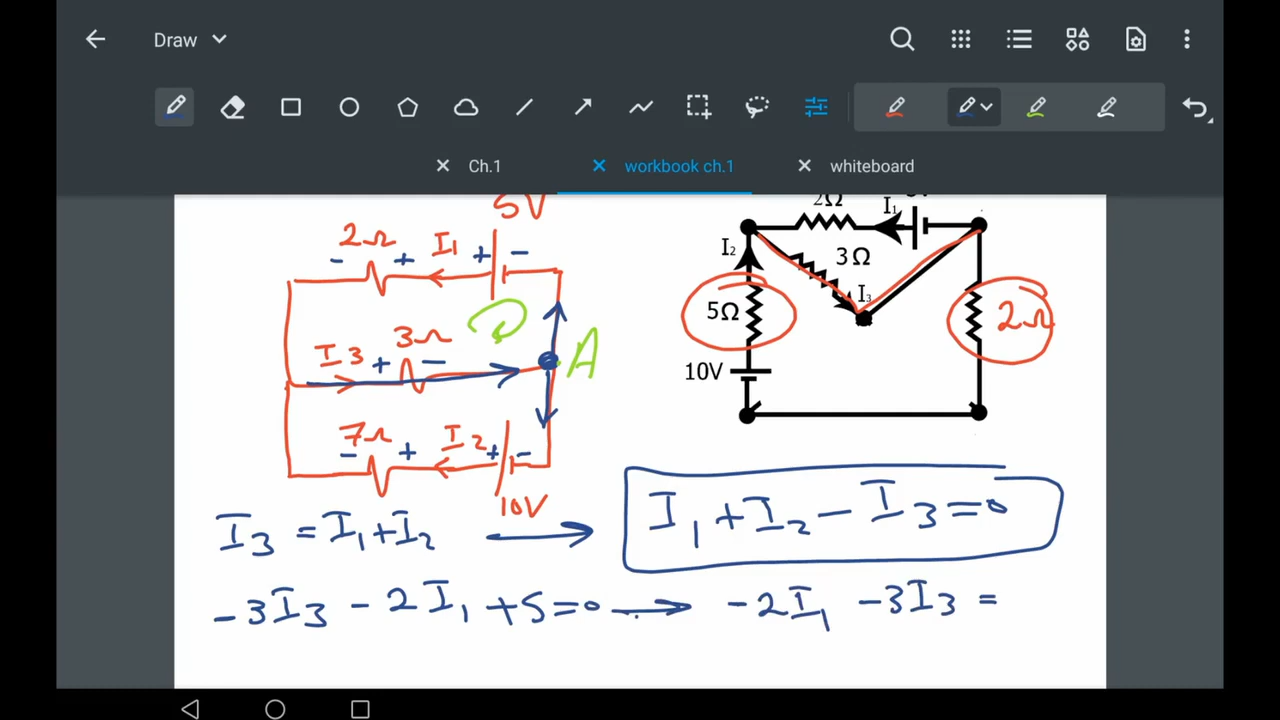 Draw
Ch.1
workbook ch.1
whiteboard
5V
2Ω
I1
+
-
-
+
3Ω
I3
+
-
A
7Ω
I2
-
+
+
-
10V
2Ω
I1
I2
3Ω
I3
5Ω
2Ω
10V
I3 = I1 + I2 → I1 + I2 - I3 = 0
-3I3 - 2I1 + 5 = 0 → -2I1 - 3I3 =